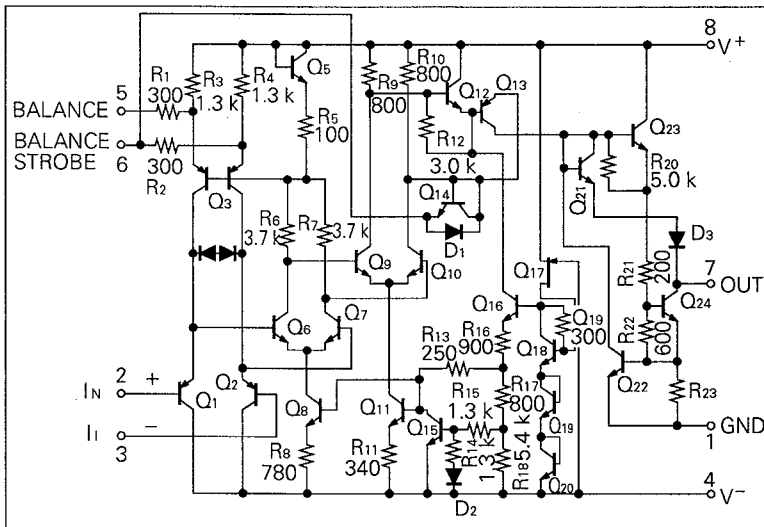 8 V+
R1
300
R3
1.3 k
R4
1.3 k
Q5
R5
100
R9
800
R10
800
Q12
Q13
R12
3.0 k
Q23
R20
5.0 k
Q21
BALANCE 5
BALANCE
STROBE 6
300
R2
Q3
R6
3.7 k
R7
3.7 k
Q14
D1
D3
7 OUT
Q9
Q10
Q17
R21
200
Q24
Q6
Q7
R13
250
Q16
R16
900
Q19
300
R22
600
Q18
Q22
R23
2 +
IN
Q1
Q2
Q8
Q11
R15
1.3 k
Q15
R17
800
Q19
1 GND
II −
3
R8
780
R11
340
R14
1.3 k
R18
5.4 k
D2
Q20
4 V−